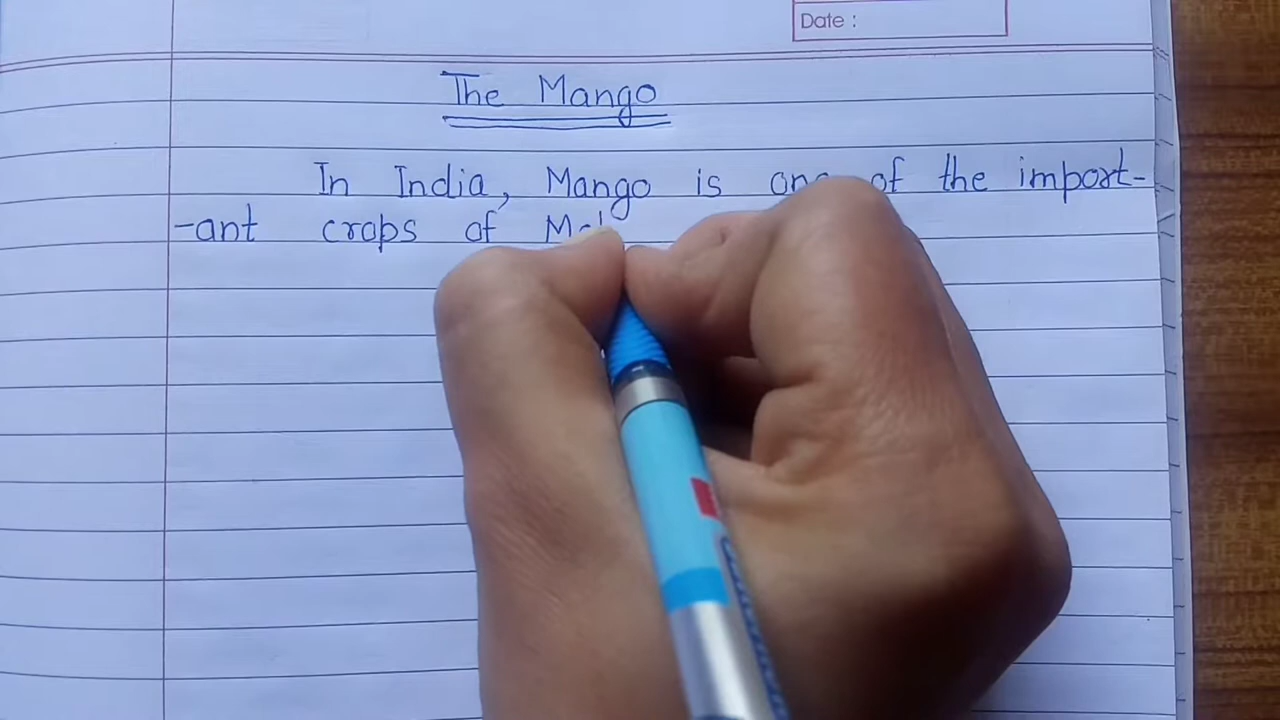 Date :
The Mango
In India, Mango is one of the import-
-ant crops of